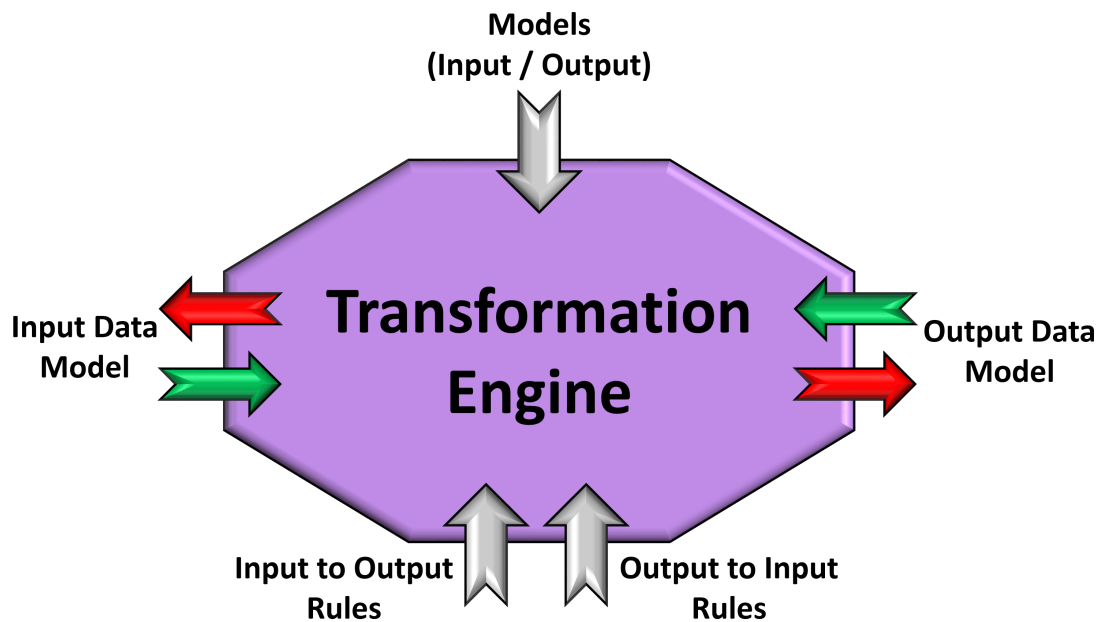 Models
(Input / Output)
Transformation
Engine
Input Data
Model
Output Data
Model
Input to Output
Rules
Output to Input
Rules